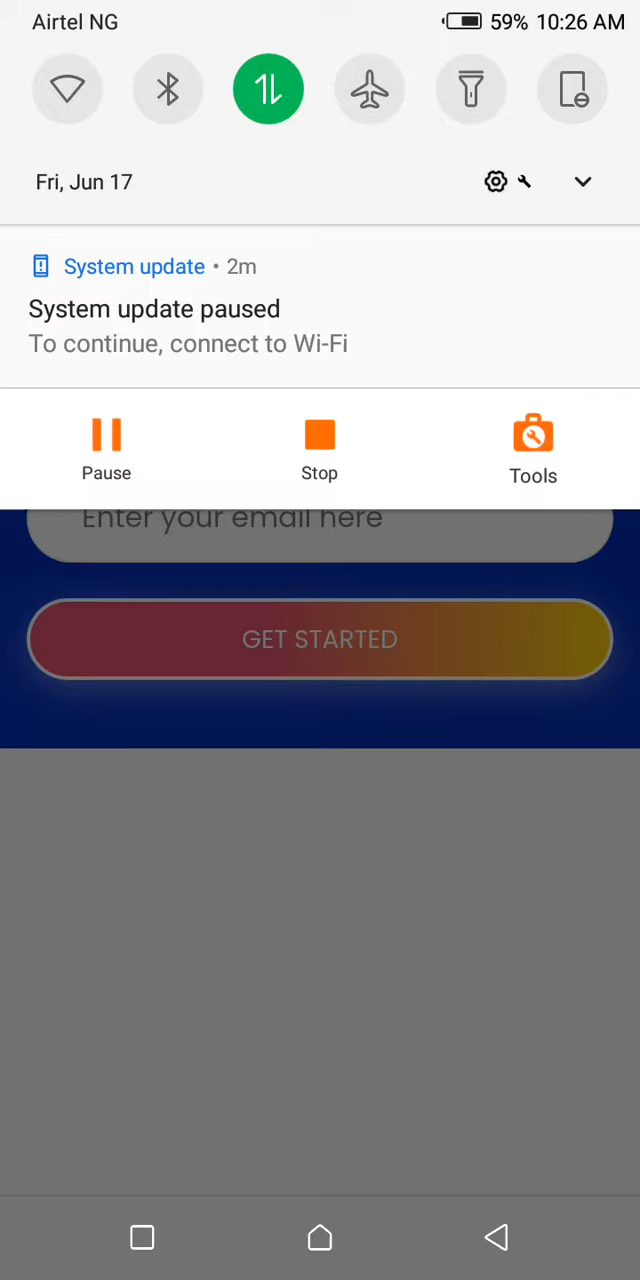 Airtel NG 59% 10:26 AM
Fri, Jun 17
System update • 2m
System update paused
To continue, connect to Wi-Fi
Pause Stop Tools
Enter your email here
GET STARTED